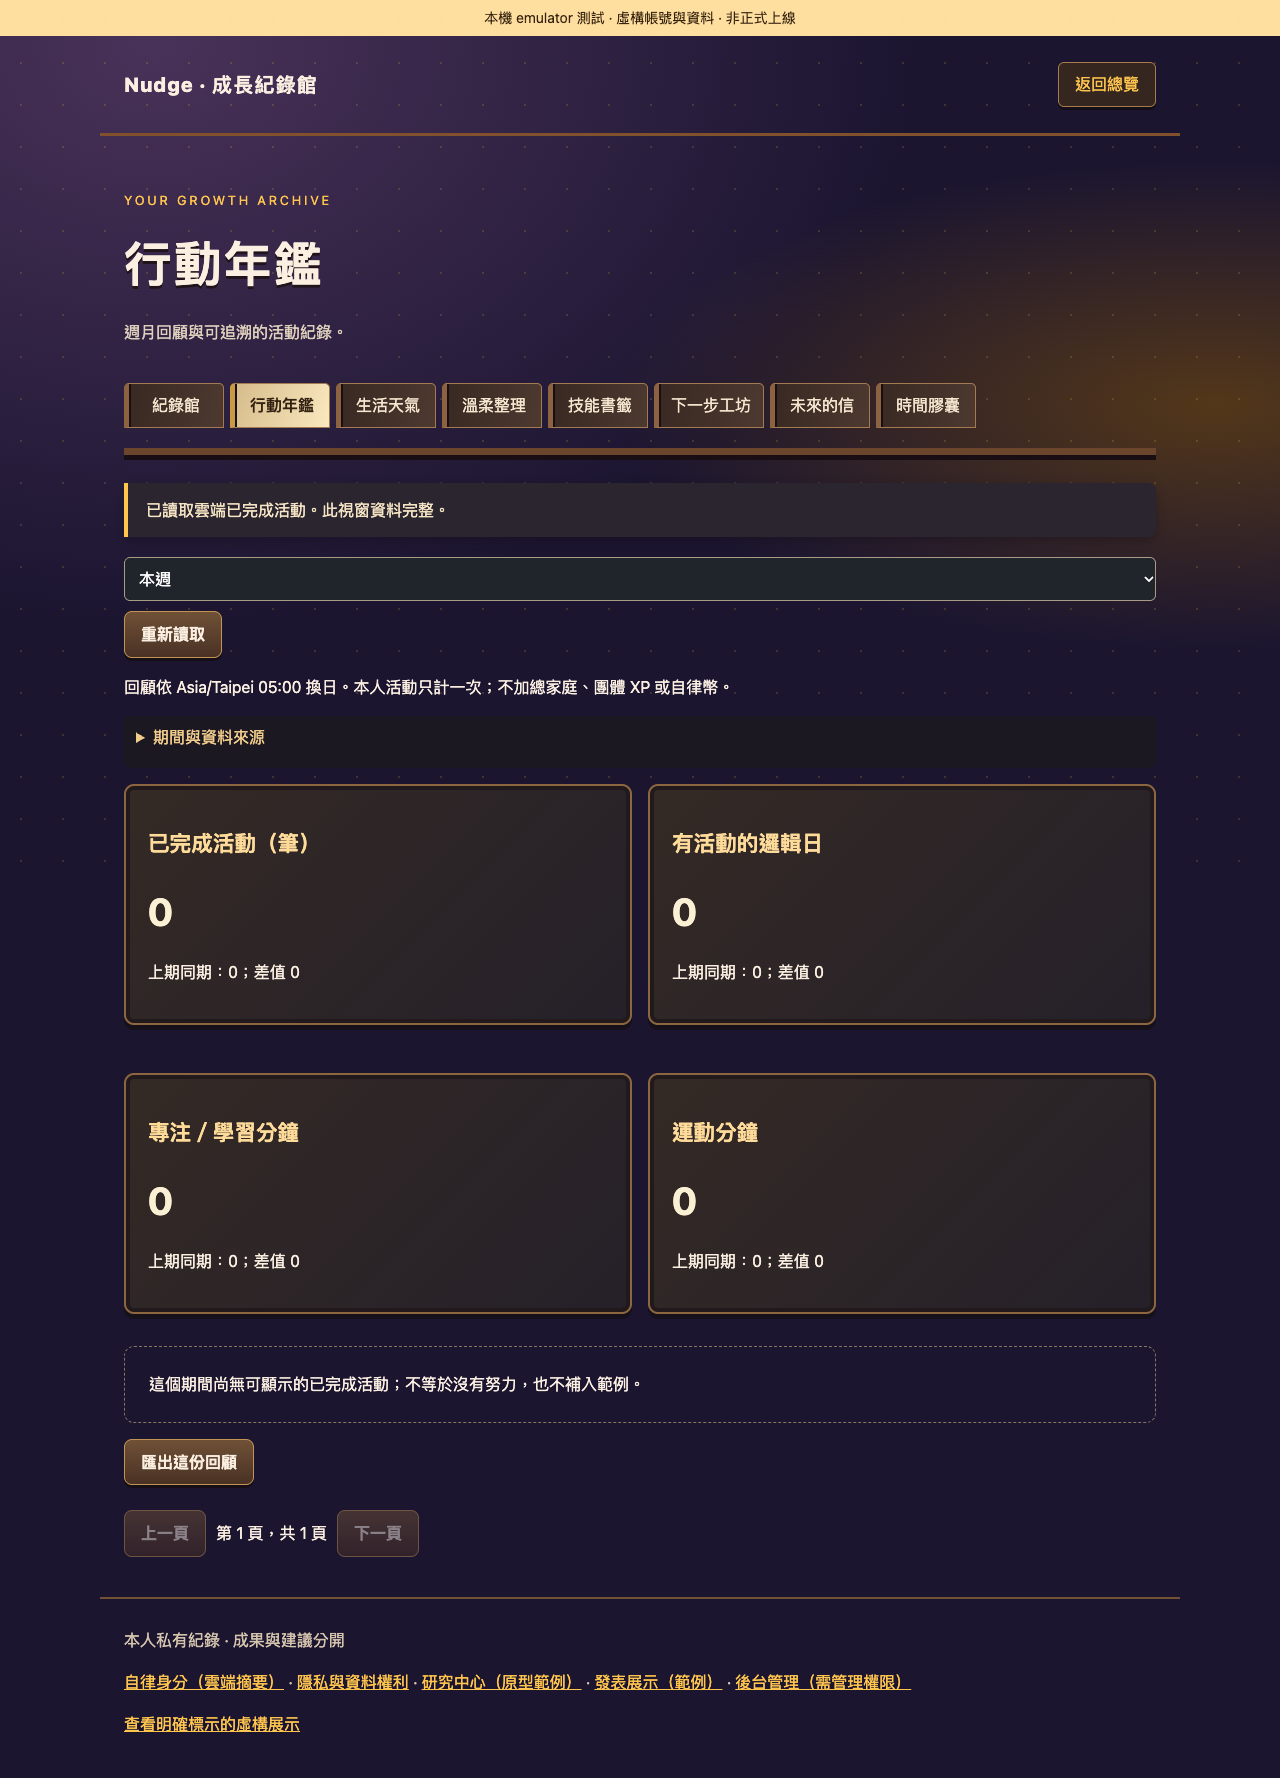 本機 emulator 測試 · 虛構帳號與資料 · 非正式上線
Nudge · 成長紀錄館
返回總覽
YOUR GROWTH ARCHIVE
行動年鑑
週月回顧與可追溯的活動紀錄。
紀錄館
行動年鑑
生活天氣
溫柔整理
技能書籤
下一步工坊
未來的信
時間膠囊
已讀取雲端已完成活動。此視窗資料完整。
本週
重新讀取
回顧依 Asia/Taipei 05:00 換日。本人活動只計一次；不加總家庭、團體 XP 或自律幣。
▶ 期間與資料來源
已完成活動（筆）
0
上期同期：0；差值 0
有活動的邏輯日
0
上期同期：0；差值 0
專注 / 學習分鐘
0
上期同期：0；差值 0
運動分鐘
0
上期同期：0；差值 0
這個期間尚無可顯示的已完成活動；不等於沒有努力，也不補入範例。
匯出這份回顧
上一頁
第 1 頁，共 1 頁
下一頁
本人私有紀錄 · 成果與建議分開
自律身分（雲端摘要） · 隱私與資料權利 · 研究中心（原型範例） · 發表展示（範例） · 後台管理（需管理權限）
查看明確標示的虛構展示